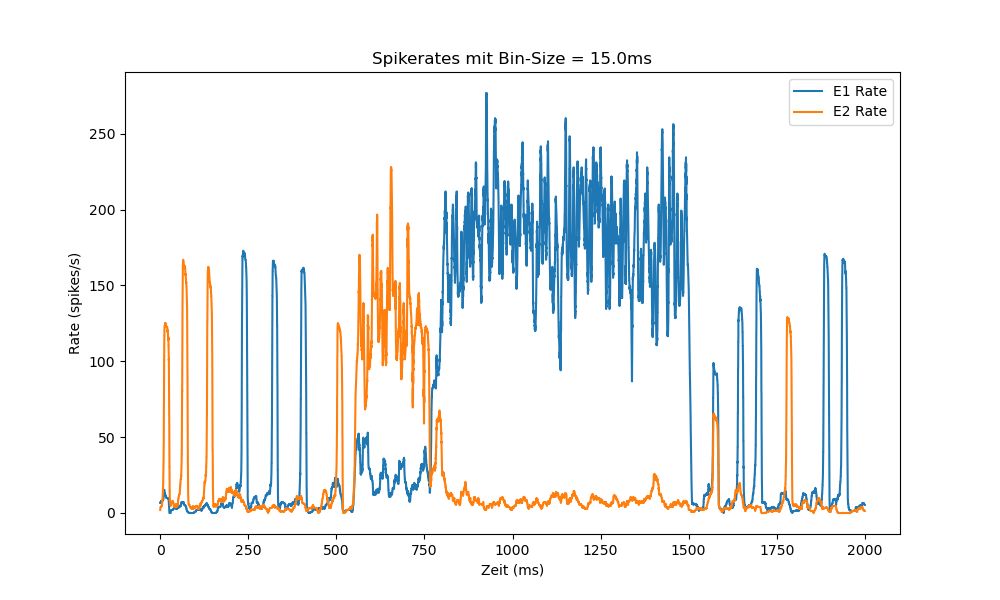 Spikerates mit Bin-Size = 15.0ms
E1 Rate
E2 Rate
Rate (spikes/s)
250
200
150
100
50
0
0 250 500 750 1000 1250 1500 1750 2000
Zeit (ms)